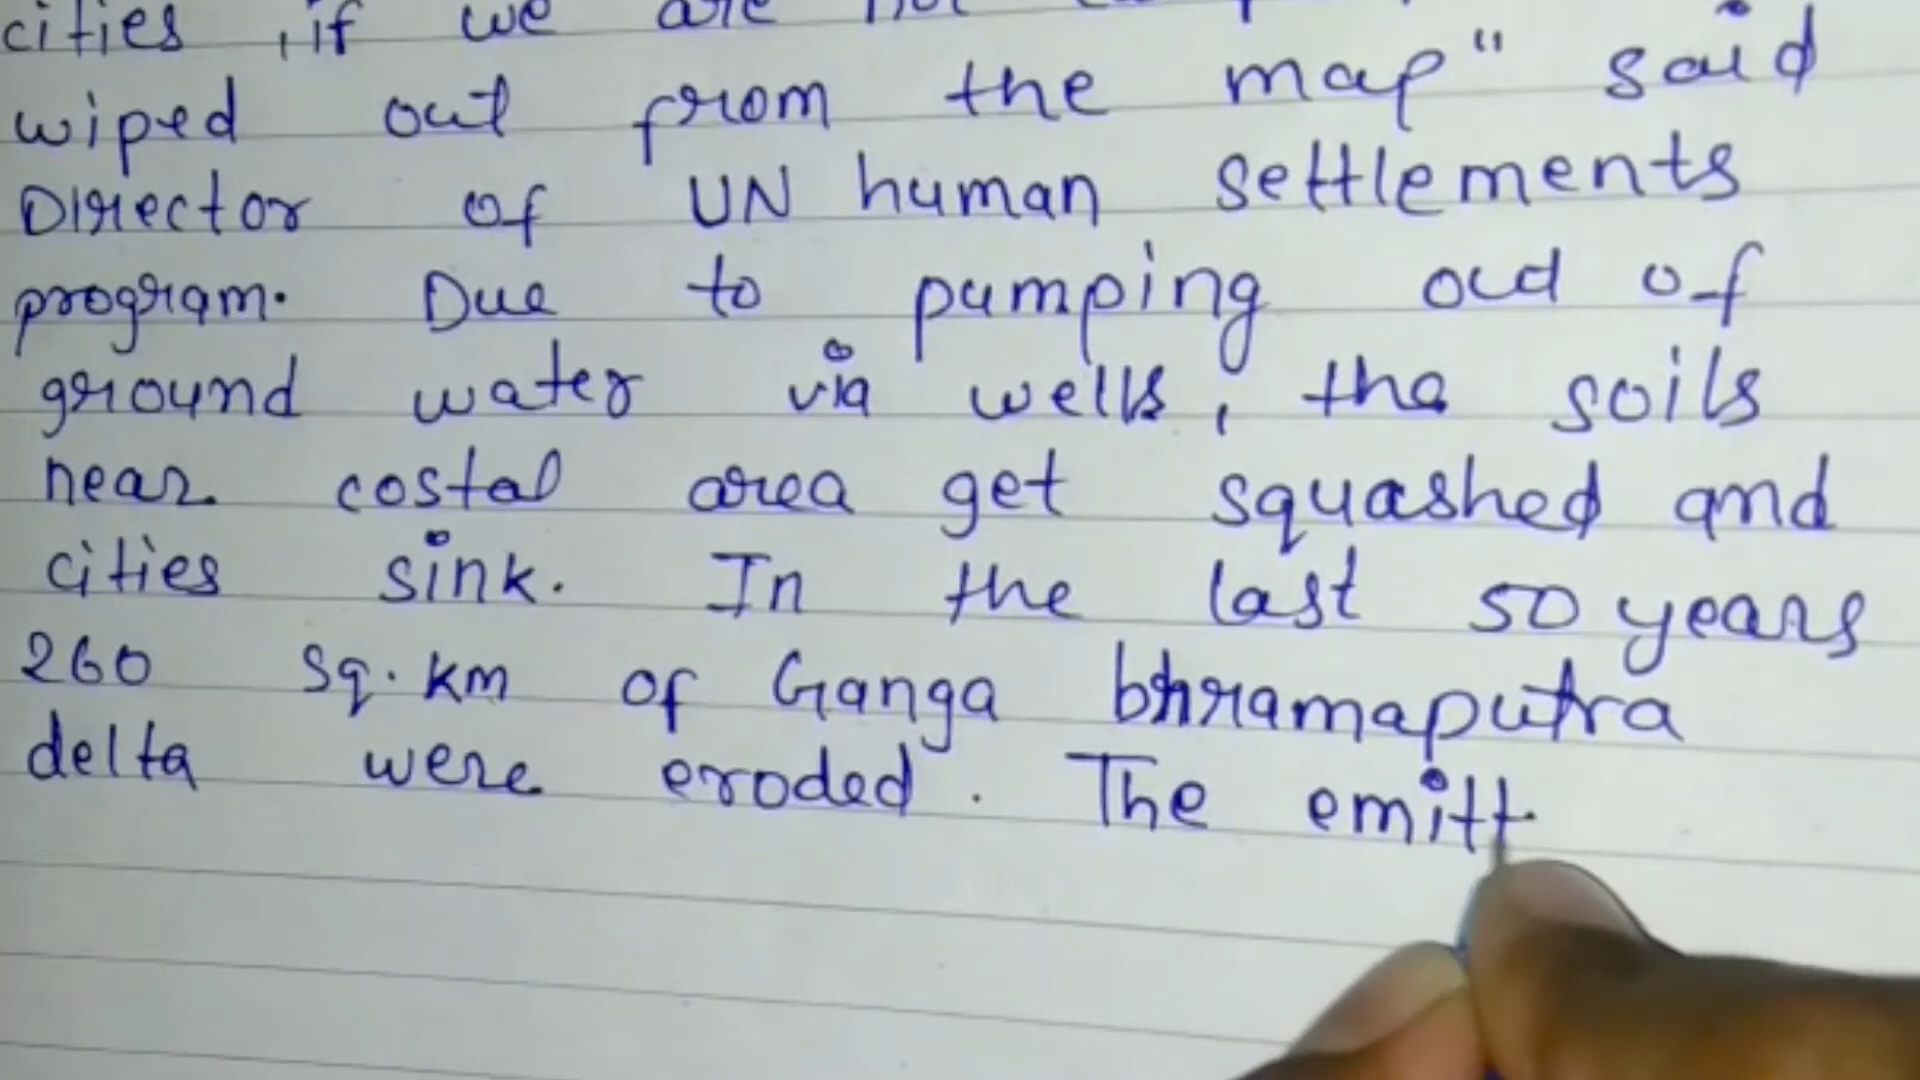 cities , if we are not
wiped out from the map" said
Director of UN human settlements
program. Due to pumping out of
ground water via wells, the soils
near costal area get squashed and
cities sink. In the last 50 years
260 sq. km of Ganga bhramaputra
delta were eroded. The emitt